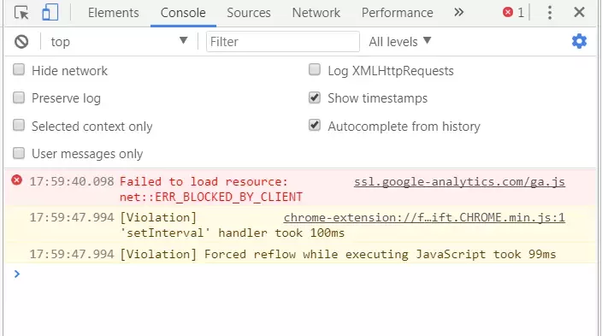 Elements Console Sources Network Performance » 1
top Filter All levels
Hide network Log XMLHttpRequests
Preserve log Show timestamps
Selected context only Autocomplete from history
User messages only
17:59:40.098 Failed to load resource: ssl.google-analytics.com/ga.js
net::ERR_BLOCKED_BY_CLIENT
17:59:47.994 [Violation] chrome-extension://f…ift.CHROME.min.js:1
'setInterval' handler took 100ms
17:59:47.994 [Violation] Forced reflow while executing JavaScript took 99ms